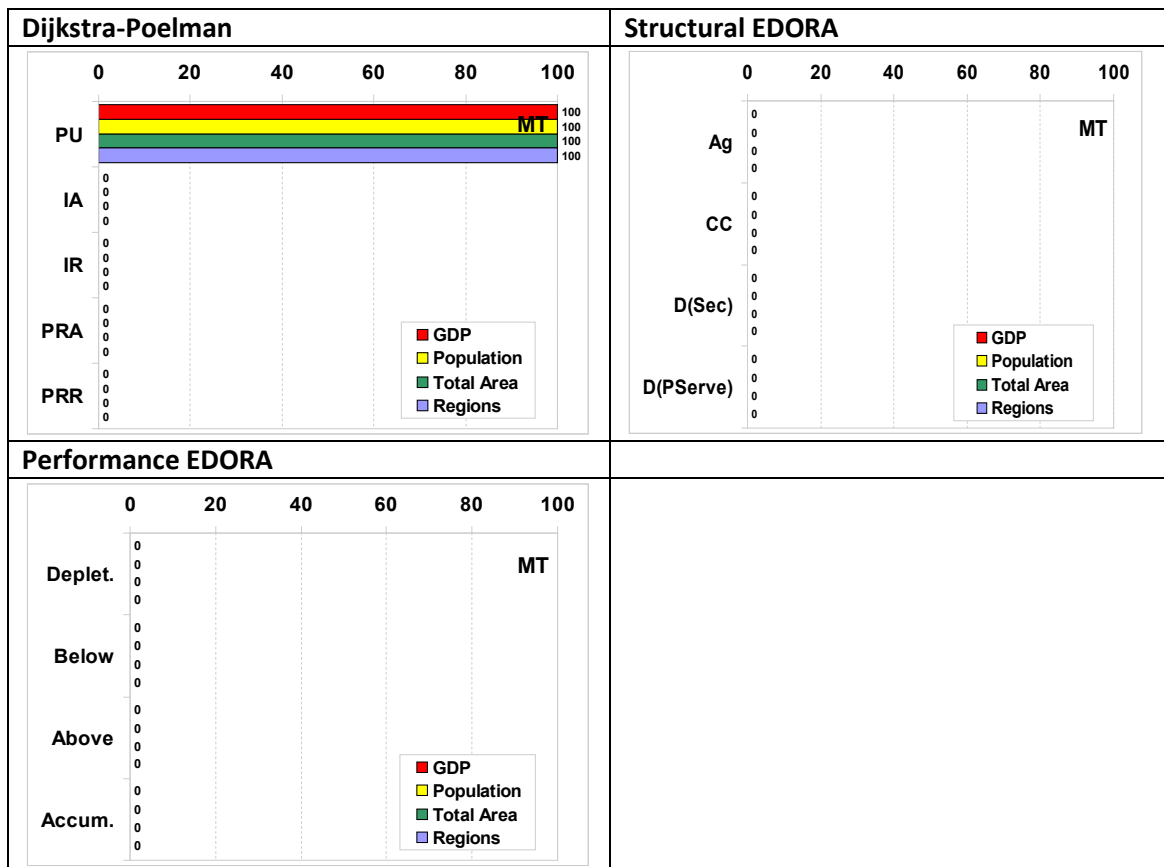 Dijkstra-Poelman
0 20 40 60 80 100
MT
PU 100
100
100
100
IA 0
0
0
0
IR 0
0
0
0
PRA 0
0
0
0
PRR 0
0
0
0
GDP
Population
Total Area
Regions
Structural EDORA
0 20 40 60 80 100
MT
Ag 0
0
0
0
CC 0
0
0
0
D(Sec) 0
0
0
0
D(PServe) 0
0
0
0
GDP
Population
Total Area
Regions
Performance EDORA
0 20 40 60 80 100
MT
Deplet. 0
0
0
0
Below 0
0
0
0
Above 0
0
0
0
Accum. 0
0
0
0
GDP
Population
Total Area
Regions